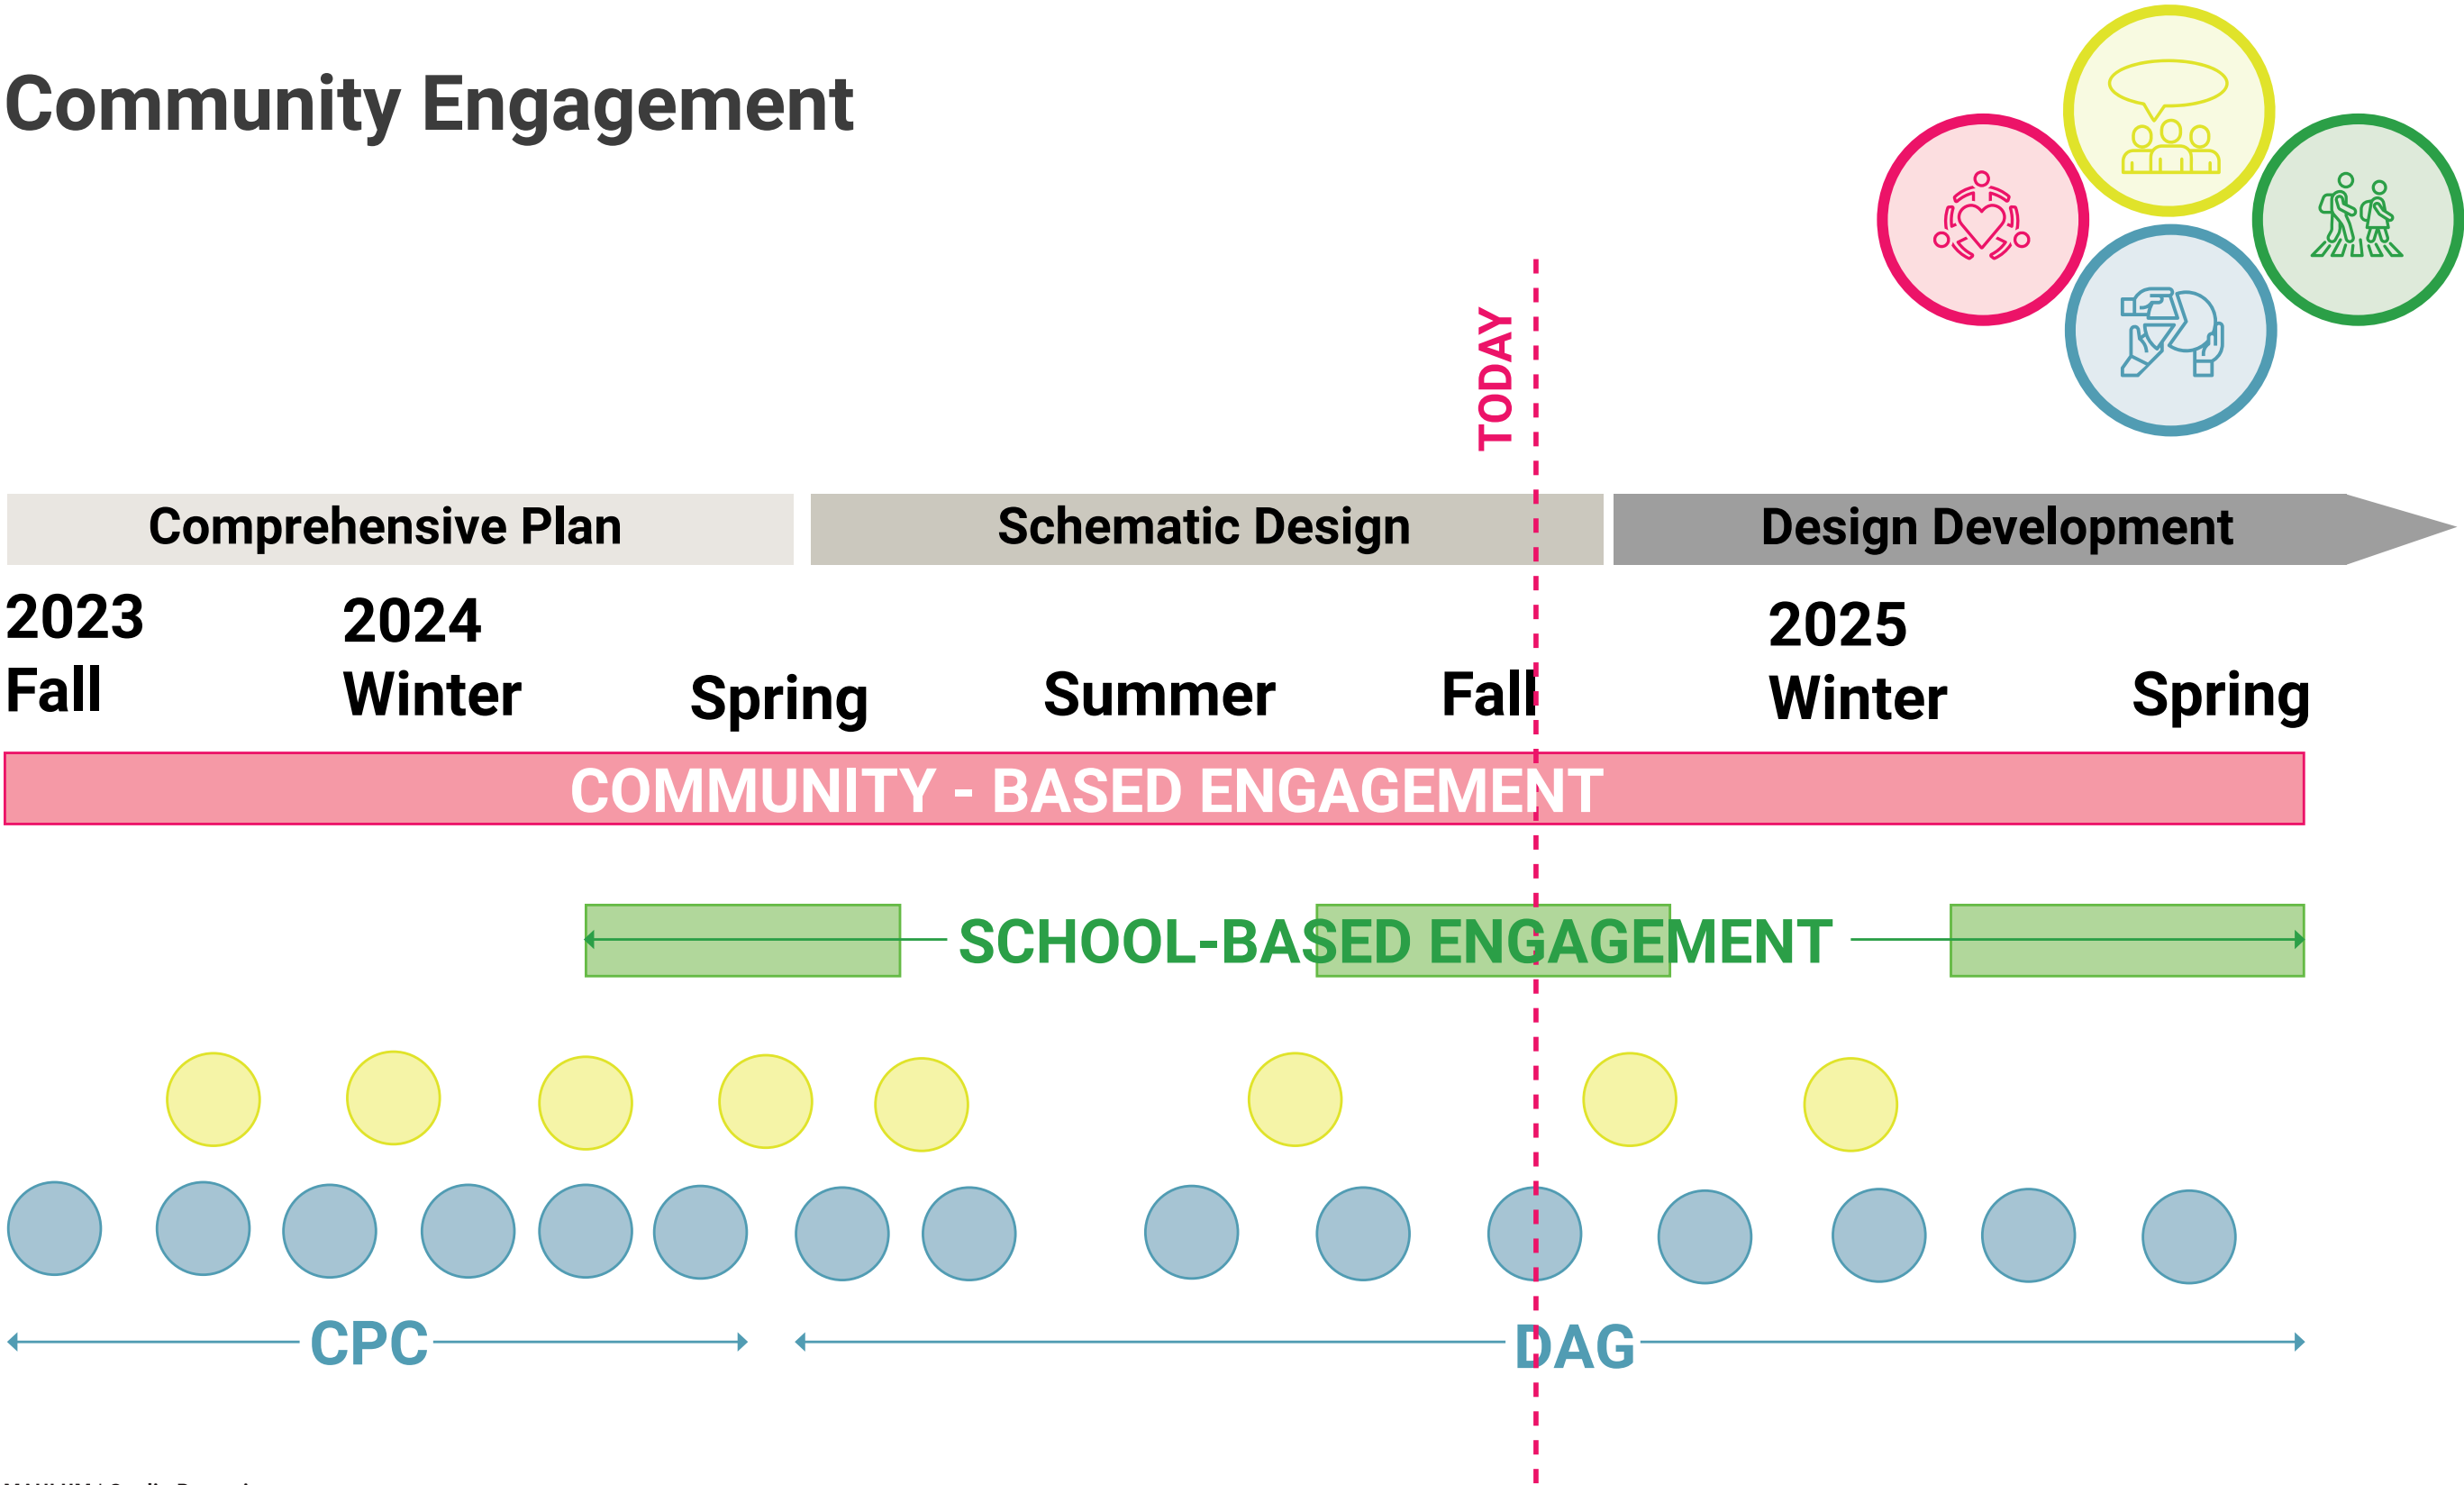 Community Engagement
TODAY
Comprehensive Plan
Schematic Design
Design Development
2023
2024
2025
Fall
Winter
Spring
Summer
Fall
Winter
Spring
COMMUNITY - BASED ENGAGEMENT
SCHOOL-BASED ENGAGEMENT
CPC
DAG